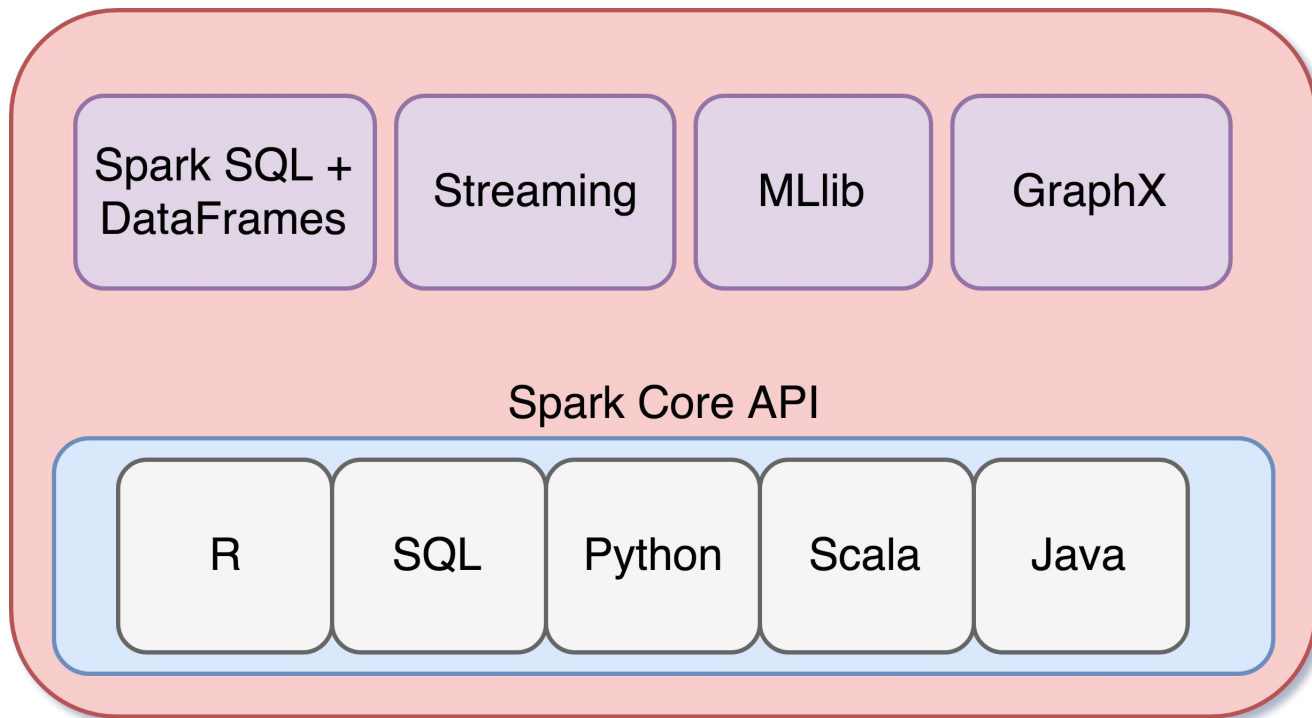 Spark SQL +
DataFrames
Streaming
MLlib
GraphX
Spark Core API
R
SQL
Python
Scala
Java